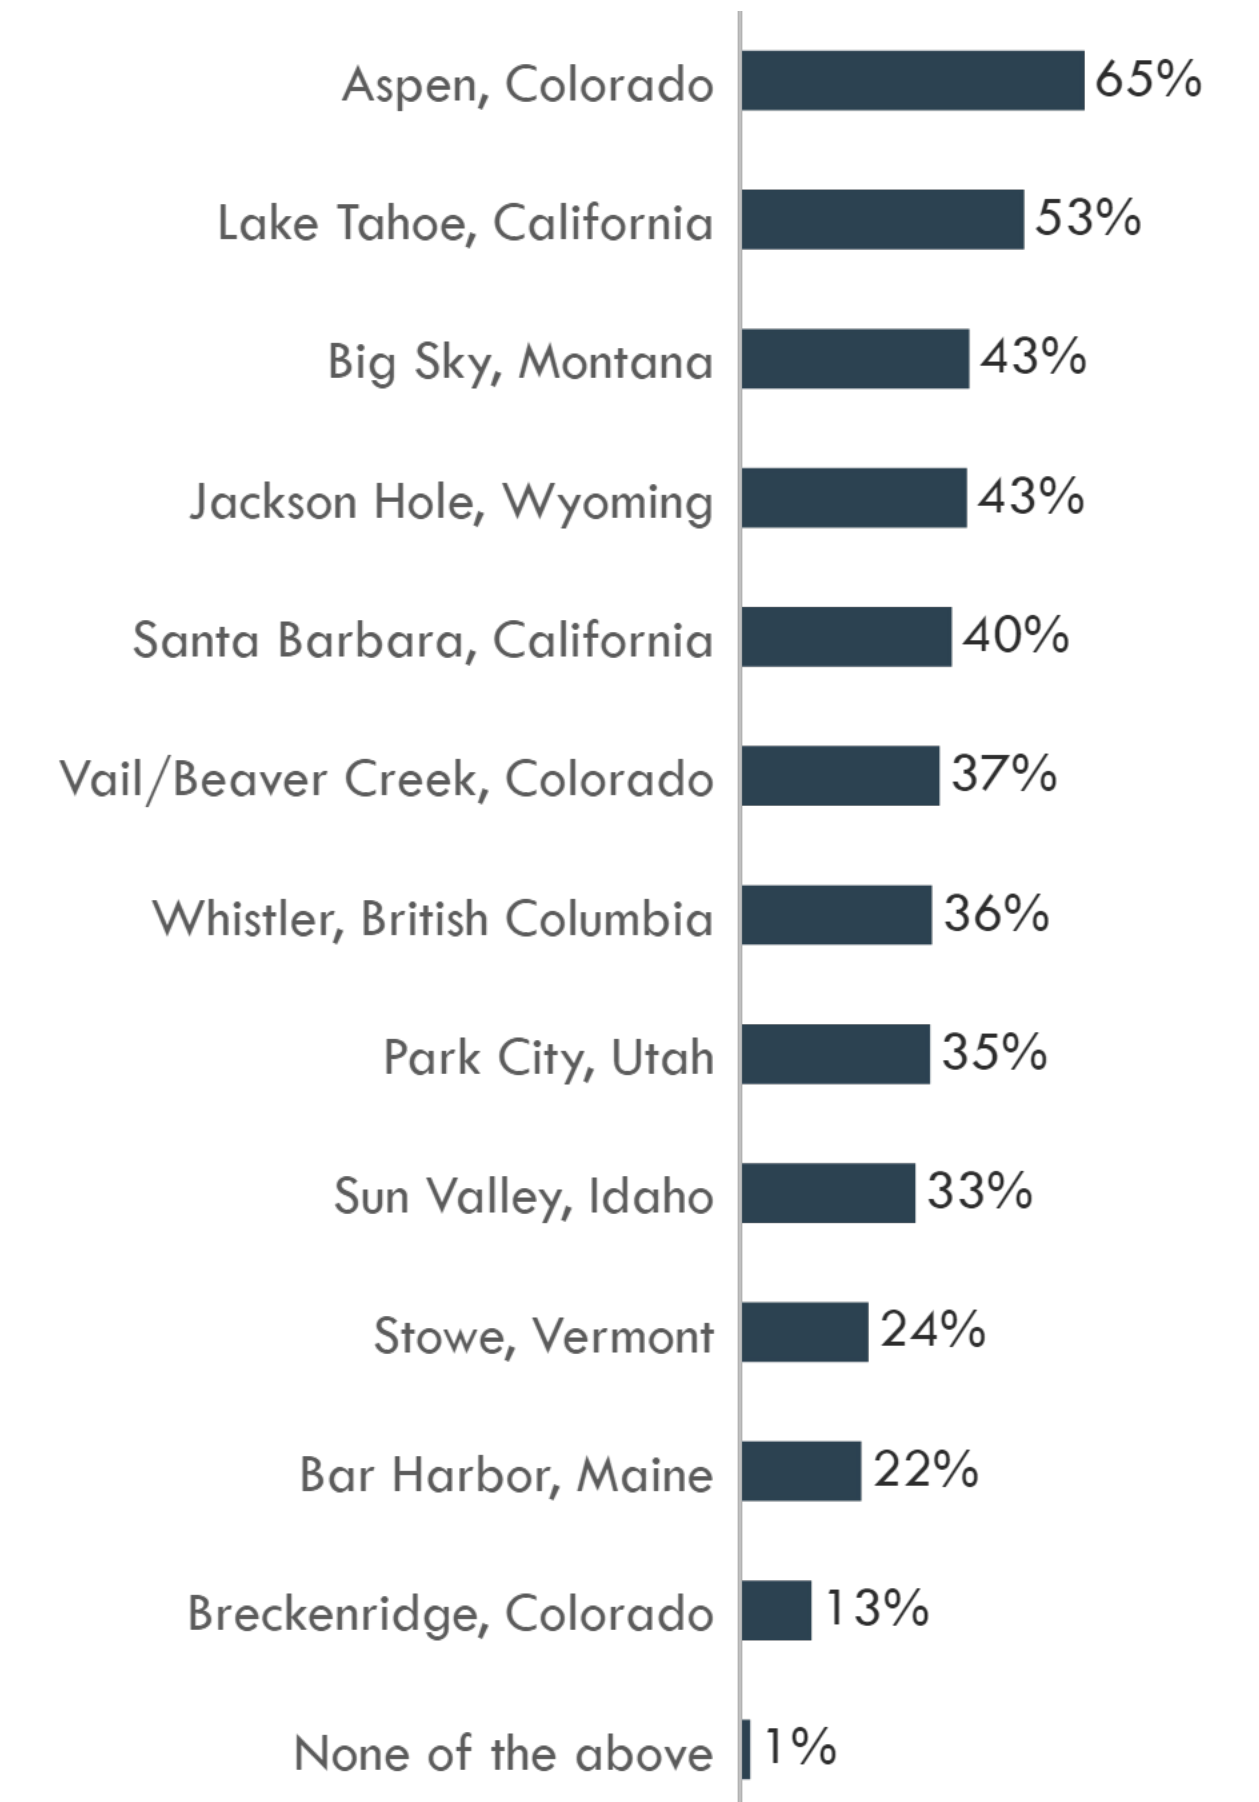 Aspen, Colorado 65%
Lake Tahoe, California 53%
Big Sky, Montana 43%
Jackson Hole, Wyoming 43%
Santa Barbara, California 40%
Vail/Beaver Creek, Colorado 37%
Whistler, British Columbia 36%
Park City, Utah 35%
Sun Valley, Idaho 33%
Stowe, Vermont 24%
Bar Harbor, Maine 22%
Breckenridge, Colorado 13%
None of the above 1%